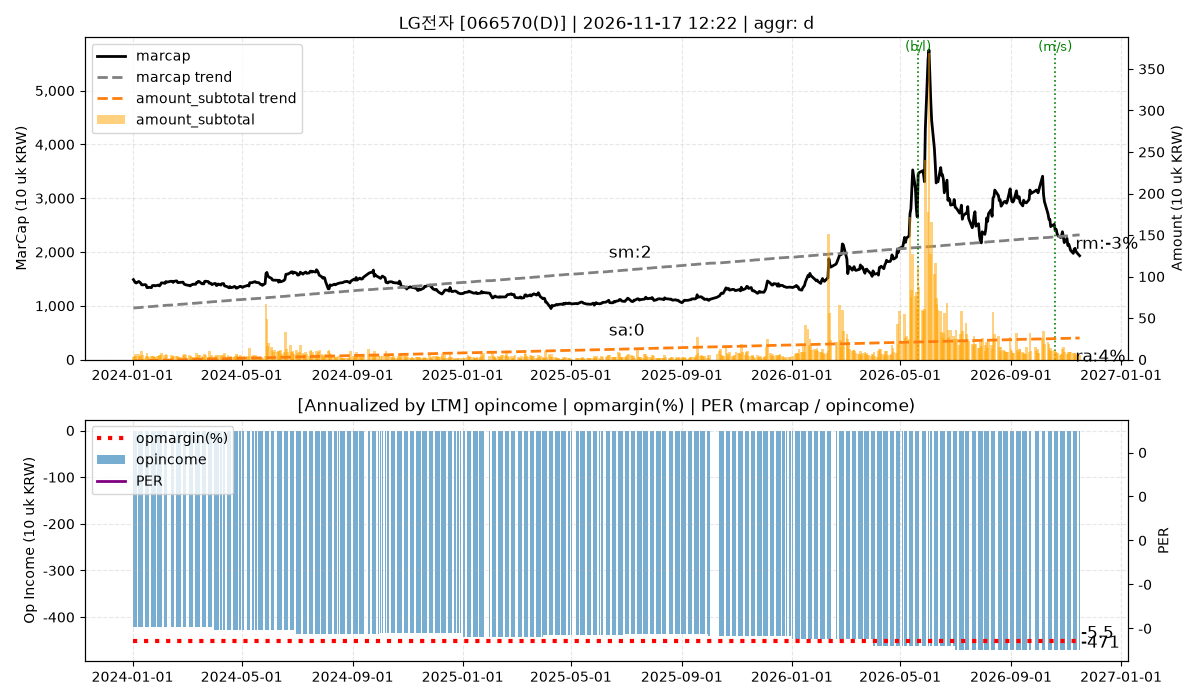 LG전자 [066570(D)] | 2026-11-17 12:22 | aggr: d
(b/l)
(m/s)
marcap
marcap trend
amount_subtotal trend
amount_subtotal
MarCap (10 uk KRW)
5,000
4,000
3,000
2,000
1,000
0
Amount (10 uk KRW)
350
300
250
200
150
100
50
0
sm:2
sa:0
rm:-3%
ra:4%
2024-01-01
2024-05-01
2024-09-01
2025-01-01
2025-05-01
2025-09-01
2026-01-01
2026-05-01
2026-09-01
2027-01-01
[Annualized by LTM] opincome | opmargin(%) | PER (marcap / opincome)
opmargin(%)
opincome
PER
Op Income (10 uk KRW)
0
-100
-200
-300
-400
PER
0
0
0
-0
-0
-5.5
-471
2024-01-01
2024-05-01
2024-09-01
2025-01-01
2025-05-01
2025-09-01
2026-01-01
2026-05-01
2026-09-01
2027-01-01